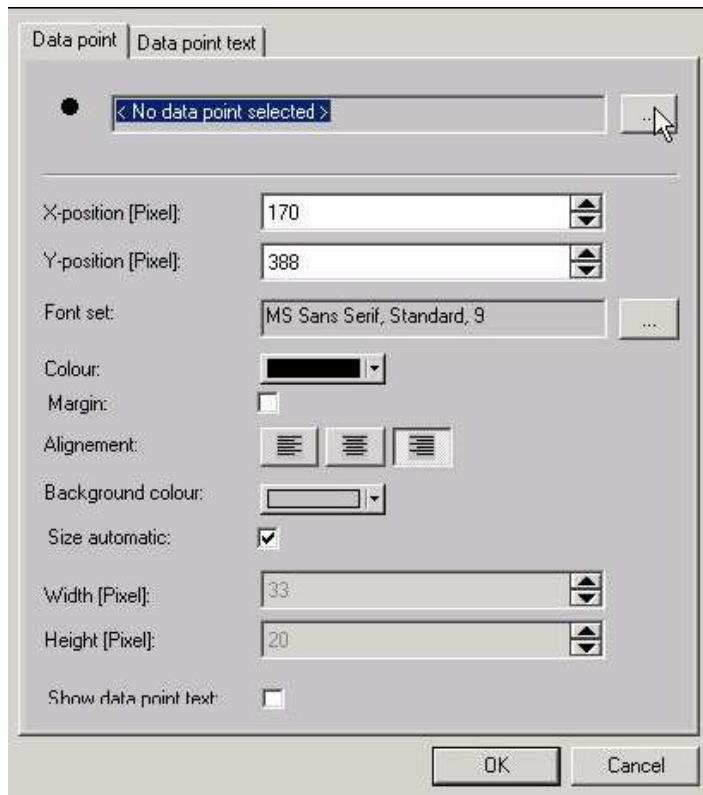 Data point Data point text
< No data point selected > ...
X-position [Pixel]: 170
Y-position [Pixel]: 388
Font set: MS Sans Serif, Standard, 9 ...
Colour:
Margin:
Alignement:
Background colour:
Size automatic:
Width [Pixel]: 33
Height [Pixel]: 20
Show data point text:
OK Cancel